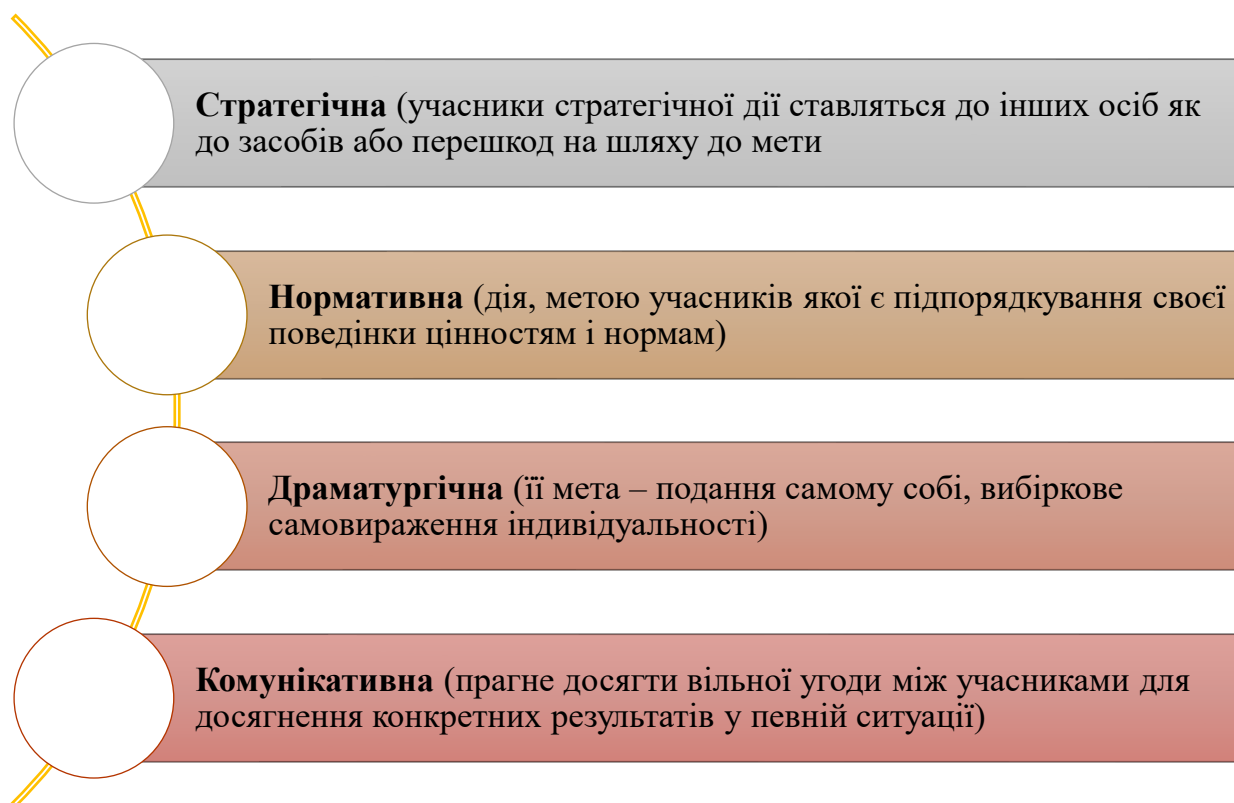 Стратегічна (учасники стратегічної дії ставляться до інших осіб як
до засобів або перешкод на шляху до мети
Нормативна (дія, метою учасників якої є підпорядкування своєї
поведінки цінностям і нормам)
Драматургічна (її мета – подання самому собі, вибіркове
самовираження індивідуальності)
Комунікативна (прагне досягти вільної угоди між учасниками для
досягнення конкретних результатів у певній ситуації)